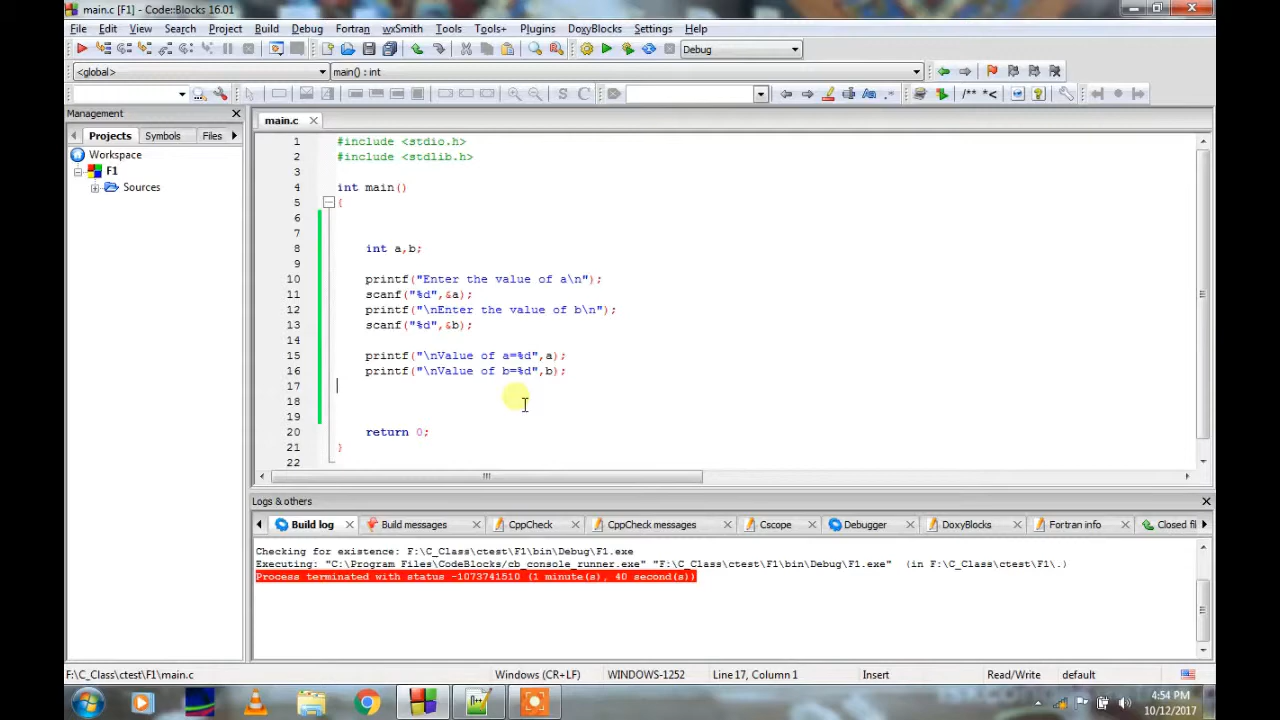 main.c [F1] - Code::Blocks 16.01
File Edit View Search Project Build Debug Fortran wxSmith Tools Tools+ Plugins DoxyBlocks Settings Help
Debug
<global> main() : int
/** *<
Management
main.c
Projects Symbols Files
Workspace
F1
Sources
1 #include <stdio.h>
2 #include <stdlib.h>
3
4 int main()
5 {
6
7
8 int a,b;
9
10 printf("Enter the value of a\n");
11 scanf("%d",&a);
12 printf("\nEnter the value of b\n");
13 scanf("%d",&b);
14
15 printf("\nValue of a=%d",a);
16 printf("\nValue of b=%d",b);
17
18
19
20 return 0;
21 }
22
Logs & others
Build log Build messages CppCheck CppCheck messages Cscope Debugger DoxyBlocks Fortran info Closed fil
Checking for existence: F:\C_Class\ctest\F1\bin\Debug\F1.exe
Executing: "C:\Program Files\CodeBlocks/cb_console_runner.exe" "F:\C_Class\ctest\F1\bin\Debug\F1.exe" (in F:\C_Class\ctest\F1\.)
Process terminated with status -1073741510 (1 minute(s), 40 second(s))
F:\C_Class\ctest\F1\main.c Windows (CR+LF) WINDOWS-1252 Line 17, Column 1 Insert Read/Write default
4:54 PM
10/12/2017